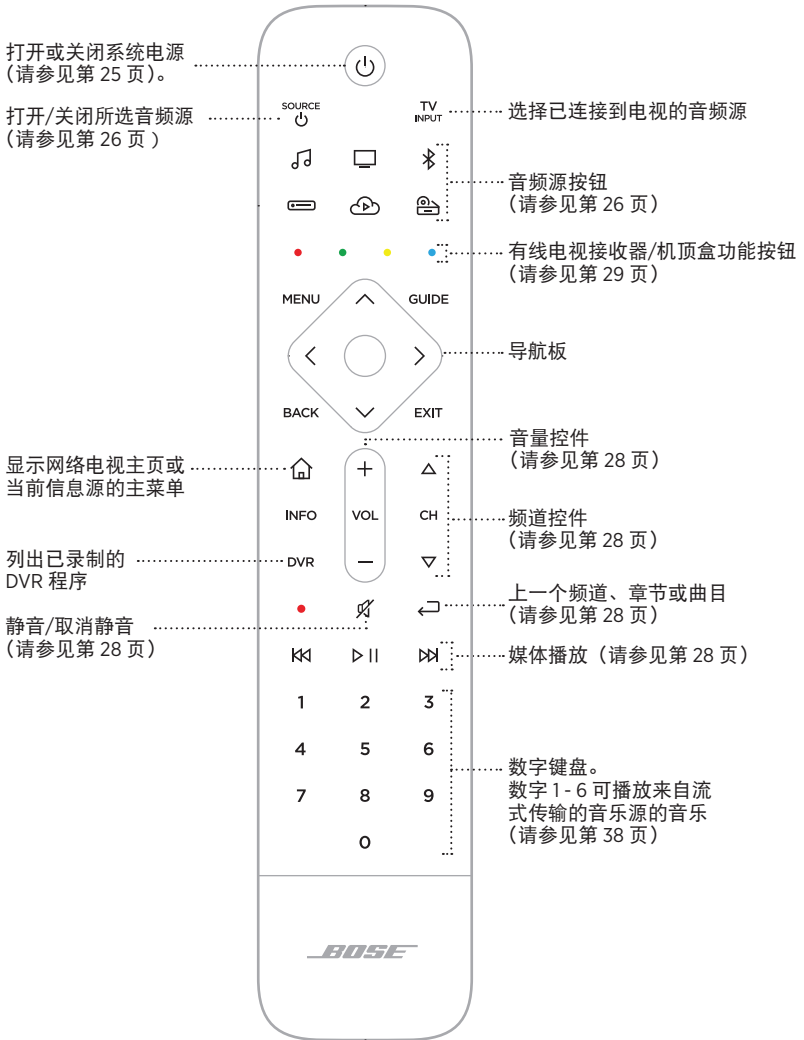 打开或关闭系统电源
（请参见第 25 页）。
打开/关闭所选音频源
（请参见第 26 页 ）
SOURCE
TV
INPUT
选择已连接到电视的音频源
音频源按钮
（请参见第 26 页）
有线电视接收器/机顶盒功能按钮
（请参见第 29 页）
MENU
GUIDE
导航板
BACK
EXIT
音量控件
（请参见第 28 页）
显示网络电视主页或
当前信息源的主菜单
INFO
VOL
CH
频道控件
（请参见第 28 页）
列出已录制的
DVR 程序
DVR
上一个频道、章节或曲目
（请参见第 28 页）
静音/取消静音
（请参见第 28 页）
媒体播放（请参见第 28 页）
1 2 3
4 5 6
7 8 9
0
数字键盘。
数字 1 - 6 可播放来自流
式传输的音乐源的音乐
（请参见第 38 页）
BOSE